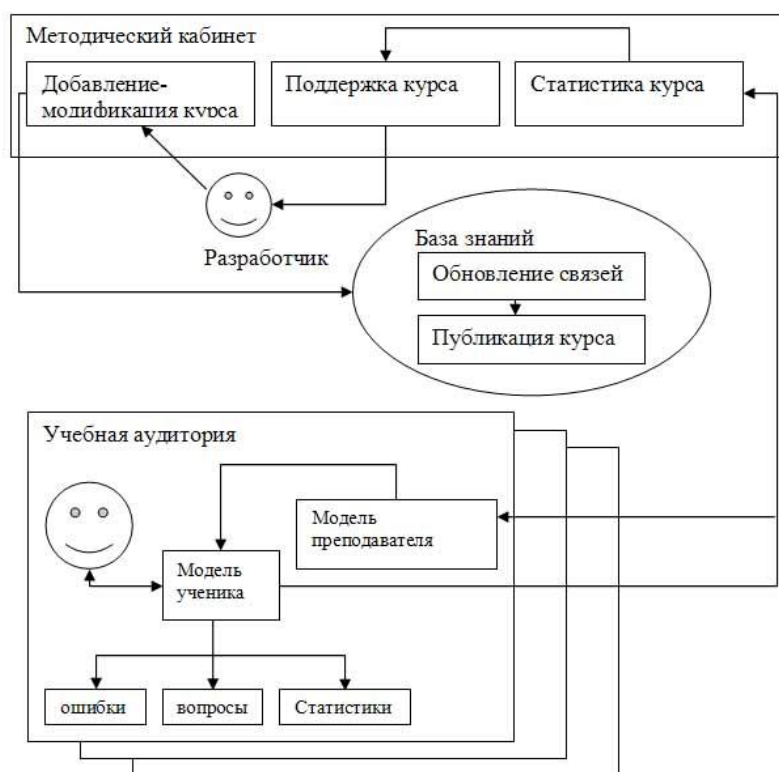 Методический кабинет
Добавление-
модификация курса
Поддержка курса
Статистика курса
Разработчик
База знаний
Обновление связей
Публикация курса
Учебная аудитория
Модель
преподавателя
Модель
ученика
ошибки
вопросы
Статистики